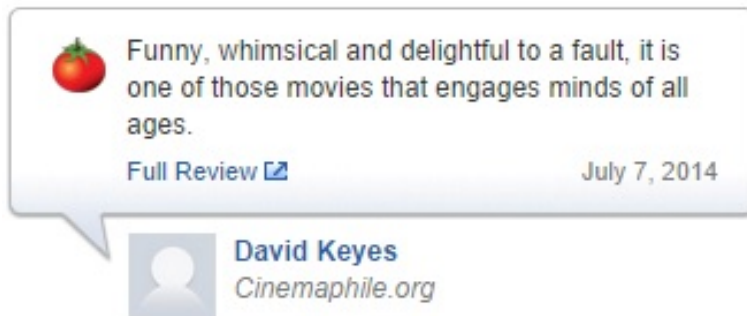 Funny, whimsical and delightful to a fault, it is
one of those movies that engages minds of all
ages.
Full Review
July 7, 2014
David Keyes
Cinemaphile.org